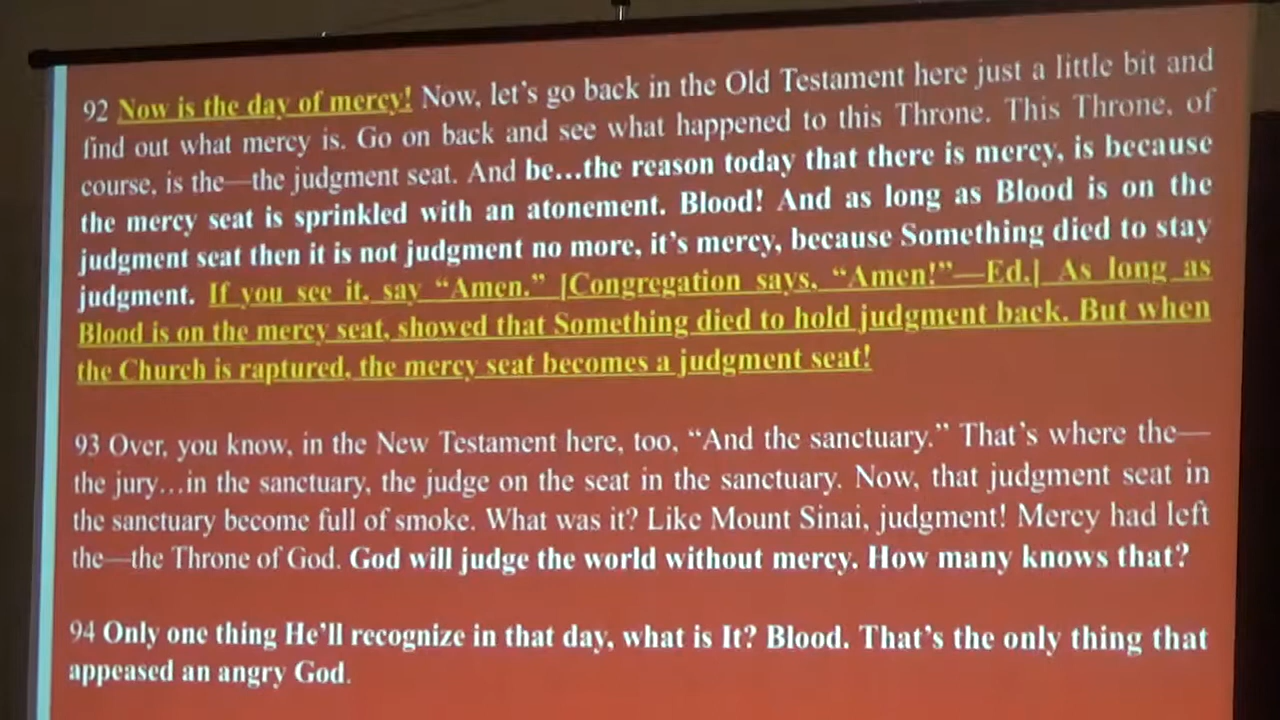 92 Now is the day of mercy! Now, let's go back in the Old Testament here just a little bit and
find out what mercy is. Go on back and see what happened to this Throne. This Throne, of
course, is the—the judgment seat. And be...the reason today that there is mercy, is because
the mercy seat is sprinkled with an atonement. Blood! And as long as Blood is on the
judgment seat then it is not judgment no more, it's mercy, because Something died to stay
judgment. If you see it, say “Amen.” [Congregation says, “Amen!”—Ed.] As long as
Blood is on the mercy seat, showed that Something died to hold judgment back. But when
the Church is raptured, the mercy seat becomes a judgment seat!
93 Over, you know, in the New Testament here, too, “And the sanctuary.” That's where the—
the jury...in the sanctuary, the judge on the seat in the sanctuary. Now, that judgment seat in
the sanctuary become full of smoke. What was it? Like Mount Sinai, judgment! Mercy had left
the—the Throne of God. God will judge the world without mercy. How many knows that?
94 Only one thing He'll recognize in that day, what is It? Blood. That's the only thing that
appeased an angry God.